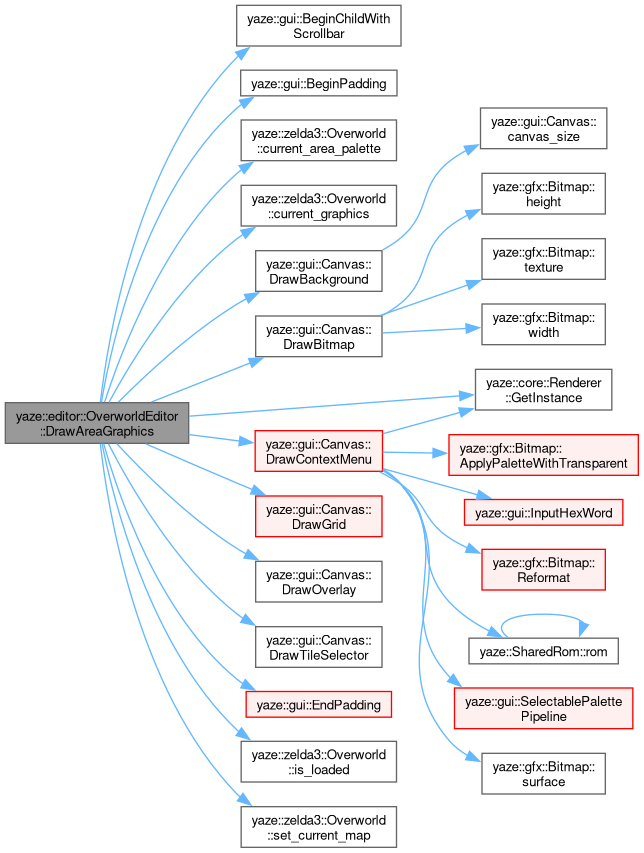 yaze::editor::OverworldEditor
::DrawAreaGraphics
yaze::gui::BeginChildWith
Scrollbar
yaze::gui::BeginPadding
yaze::zelda3::Overworld
::current_area_palette
yaze::zelda3::Overworld
::current_graphics
yaze::gui::Canvas::
DrawBackground
yaze::gui::Canvas::
DrawBitmap
yaze::gui::Canvas::
DrawContextMenu
yaze::gui::Canvas::
DrawGrid
yaze::gui::Canvas::
DrawOverlay
yaze::gui::Canvas::
DrawTileSelector
yaze::gui::EndPadding
yaze::zelda3::Overworld
::is_loaded
yaze::zelda3::Overworld
::set_current_map
yaze::gui::Canvas::
canvas_size
yaze::gfx::Bitmap::
height
yaze::gfx::Bitmap::
texture
yaze::gfx::Bitmap::
width
yaze::core::Renderer
::GetInstance
yaze::gfx::Bitmap::
ApplyPaletteWithTransparent
yaze::gui::InputHexWord
yaze::gfx::Bitmap::
Reformat
yaze::SharedRom::rom
yaze::gui::SelectablePalette
Pipeline
yaze::gfx::Bitmap::
surface